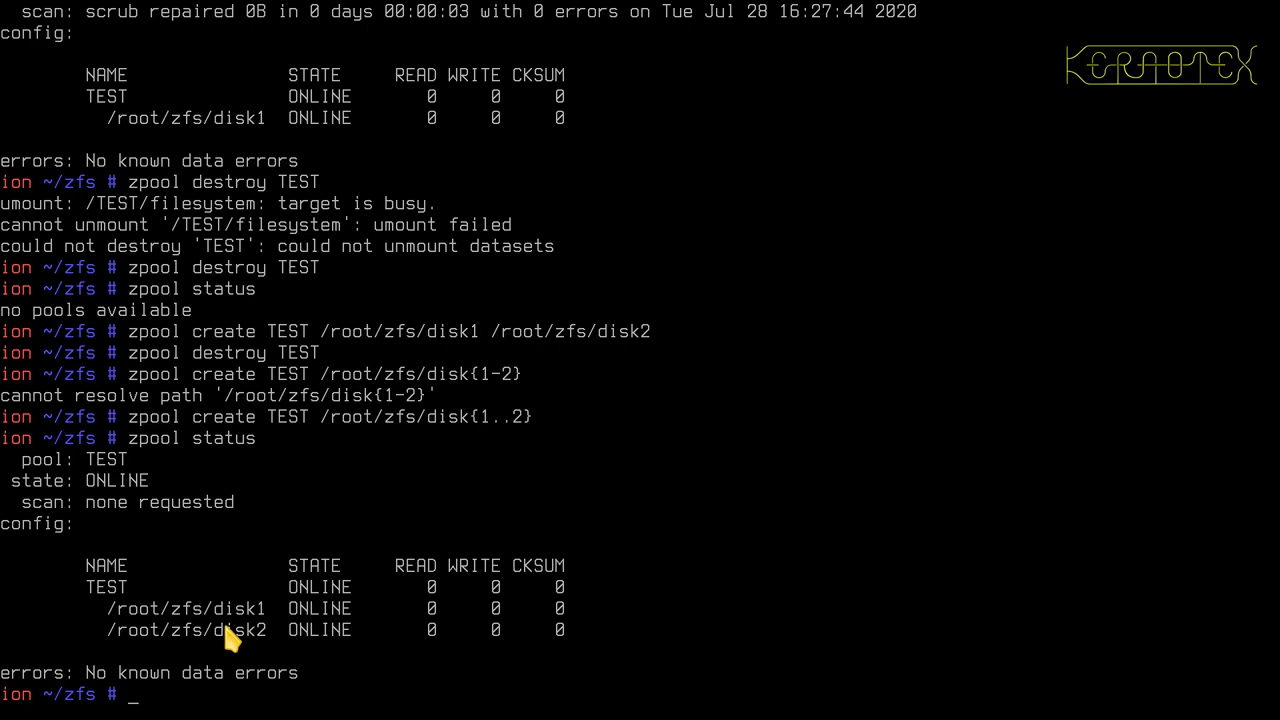 scan: scrub repaired 0B in 0 days 00:00:03 with 0 errors on Tue Jul 28 16:27:44 2020
config:
KERNOTEX
NAME STATE READ WRITE CKSUM
TEST ONLINE 0 0 0
/root/zfs/disk1 ONLINE 0 0 0
errors: No known data errors
ion ~/zfs # zpool destroy TEST
umount: /TEST/filesystem: target is busy.
cannot unmount '/TEST/filesystem': umount failed
could not destroy 'TEST': could not unmount datasets
ion ~/zfs # zpool destroy TEST
ion ~/zfs # zpool status
no pools available
ion ~/zfs # zpool create TEST /root/zfs/disk1 /root/zfs/disk2
ion ~/zfs # zpool destroy TEST
ion ~/zfs # zpool create TEST /root/zfs/disk{1-2}
cannot resolve path '/root/zfs/disk{1-2}'
ion ~/zfs # zpool create TEST /root/zfs/disk{1..2}
ion ~/zfs # zpool status
pool: TEST
state: ONLINE
scan: none requested
config:
NAME STATE READ WRITE CKSUM
TEST ONLINE 0 0 0
/root/zfs/disk1 ONLINE 0 0 0
/root/zfs/disk2 ONLINE 0 0 0
errors: No known data errors
ion ~/zfs # _